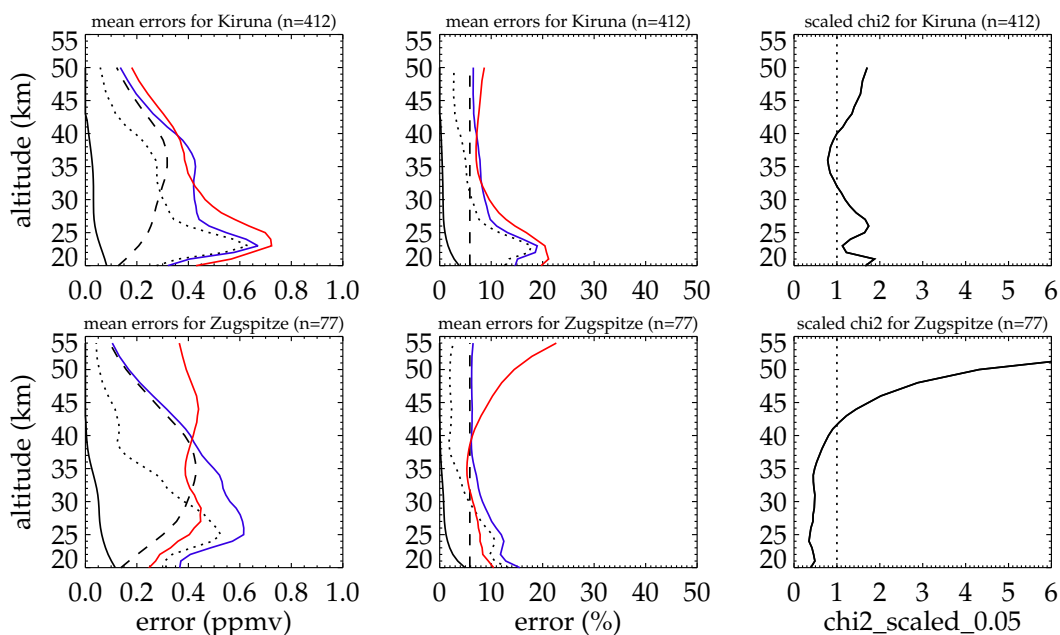 mean errors for Kiruna (n=412)
mean errors for Kiruna (n=412)
scaled chi2 for Kiruna (n=412)
altitude (km)
55
50
45
40
35
30
25
20
0.0 0.2 0.4 0.6 0.8 1.0
55
50
45
40
35
30
25
20
0 10 20 30 40 50
55
50
45
40
35
30
25
20
0 1 2 3 4 5 6
mean errors for Zugspitze (n=77)
mean errors for Zugspitze (n=77)
scaled chi2 for Zugspitze (n=77)
altitude (km)
55
50
45
40
35
30
25
20
0.0 0.2 0.4 0.6 0.8 1.0
error (ppmv)
55
50
45
40
35
30
25
20
0 10 20 30 40 50
error (%)
55
50
45
40
35
30
25
20
0 1 2 3 4 5 6
chi2_scaled_0.05